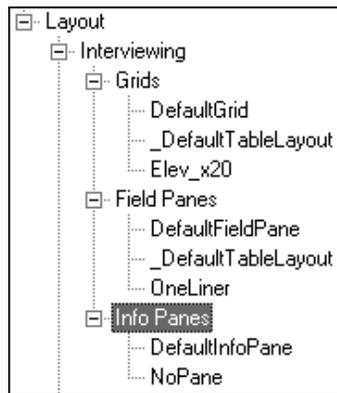 Layout
Interviewing
Grids
DefaultGrid
_DefaultTableLayout
Elev_x20
Field Panes
DefaultFieldPane
_DefaultTableLayout
OneLiner
Info Panes
DefaultInfoPane
NoPane